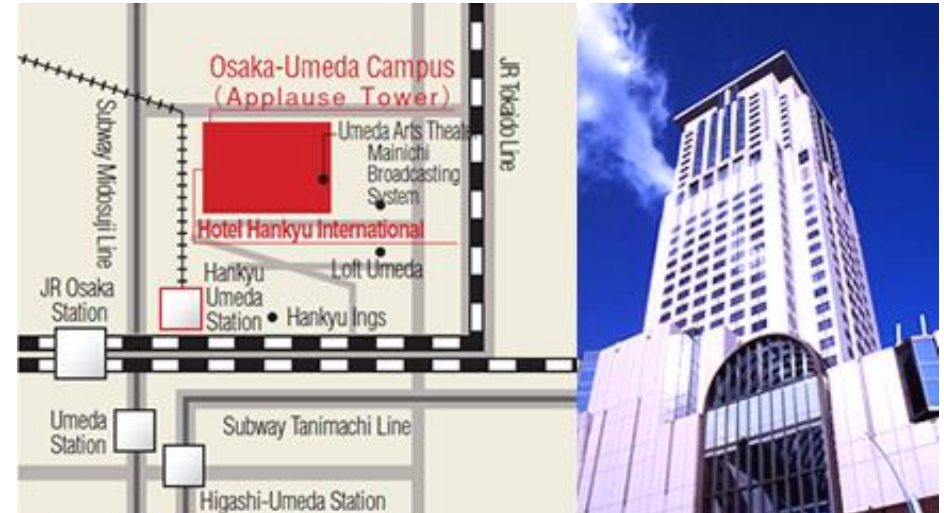 Osaka-Umeda Campus
(Applause Tower)
Umeda Arts Theat
Mainichi
Broadcasting
System
JR Tokaido Line
Subway Midosuji Line
Hotel Hankyu International
Loft Umeda
Hankyu
Umeda
Station
Hankyu Ings
JR Osaka
Station
Umeda
Station
Subway Tanimachi Line
Higashi-Umeda Station